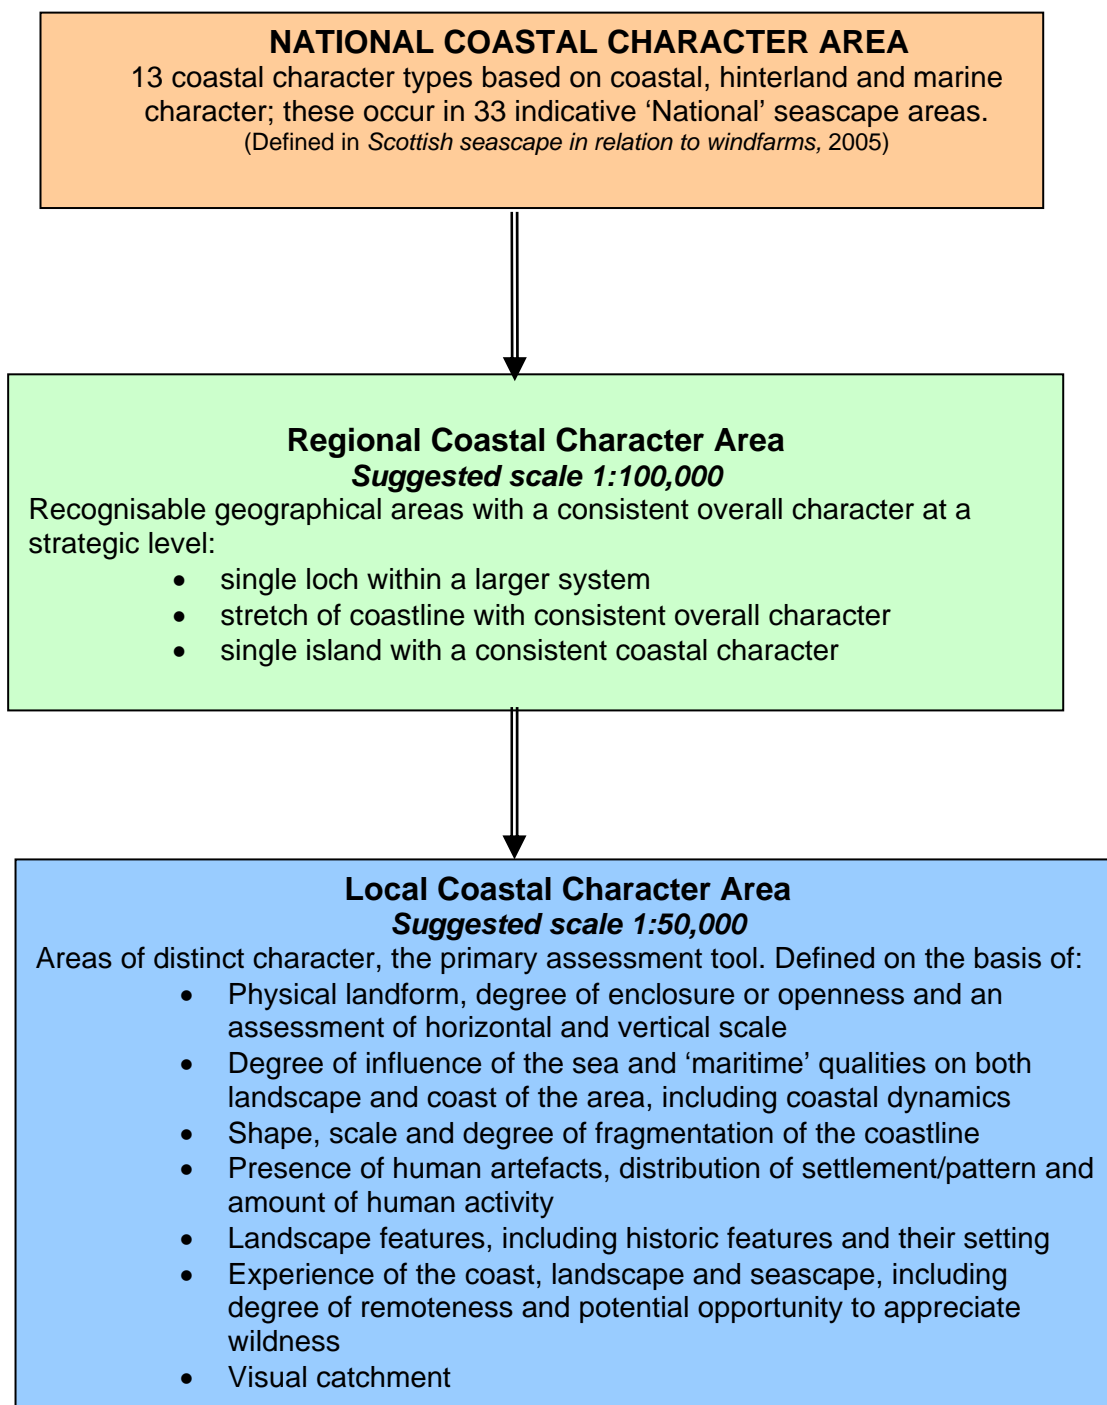 NATIONAL COASTAL CHARACTER AREA
13 coastal character types based on coastal, hinterland and marine
character; these occur in 33 indicative ‘National’ seascape areas.
(Defined in Scottish seascape in relation to windfarms, 2005)
Regional Coastal Character Area
Suggested scale 1:100,000
Recognisable geographical areas with a consistent overall character at a
strategic level:
• single loch within a larger system
• stretch of coastline with consistent overall character
• single island with a consistent coastal character
Local Coastal Character Area
Suggested scale 1:50,000
Areas of distinct character, the primary assessment tool. Defined on the basis of:
• Physical landform, degree of enclosure or openness and an
assessment of horizontal and vertical scale
• Degree of influence of the sea and ‘maritime’ qualities on both
landscape and coast of the area, including coastal dynamics
• Shape, scale and degree of fragmentation of the coastline
• Presence of human artefacts, distribution of settlement/pattern and
amount of human activity
• Landscape features, including historic features and their setting
• Experience of the coast, landscape and seascape, including
degree of remoteness and potential opportunity to appreciate
wildness
• Visual catchment